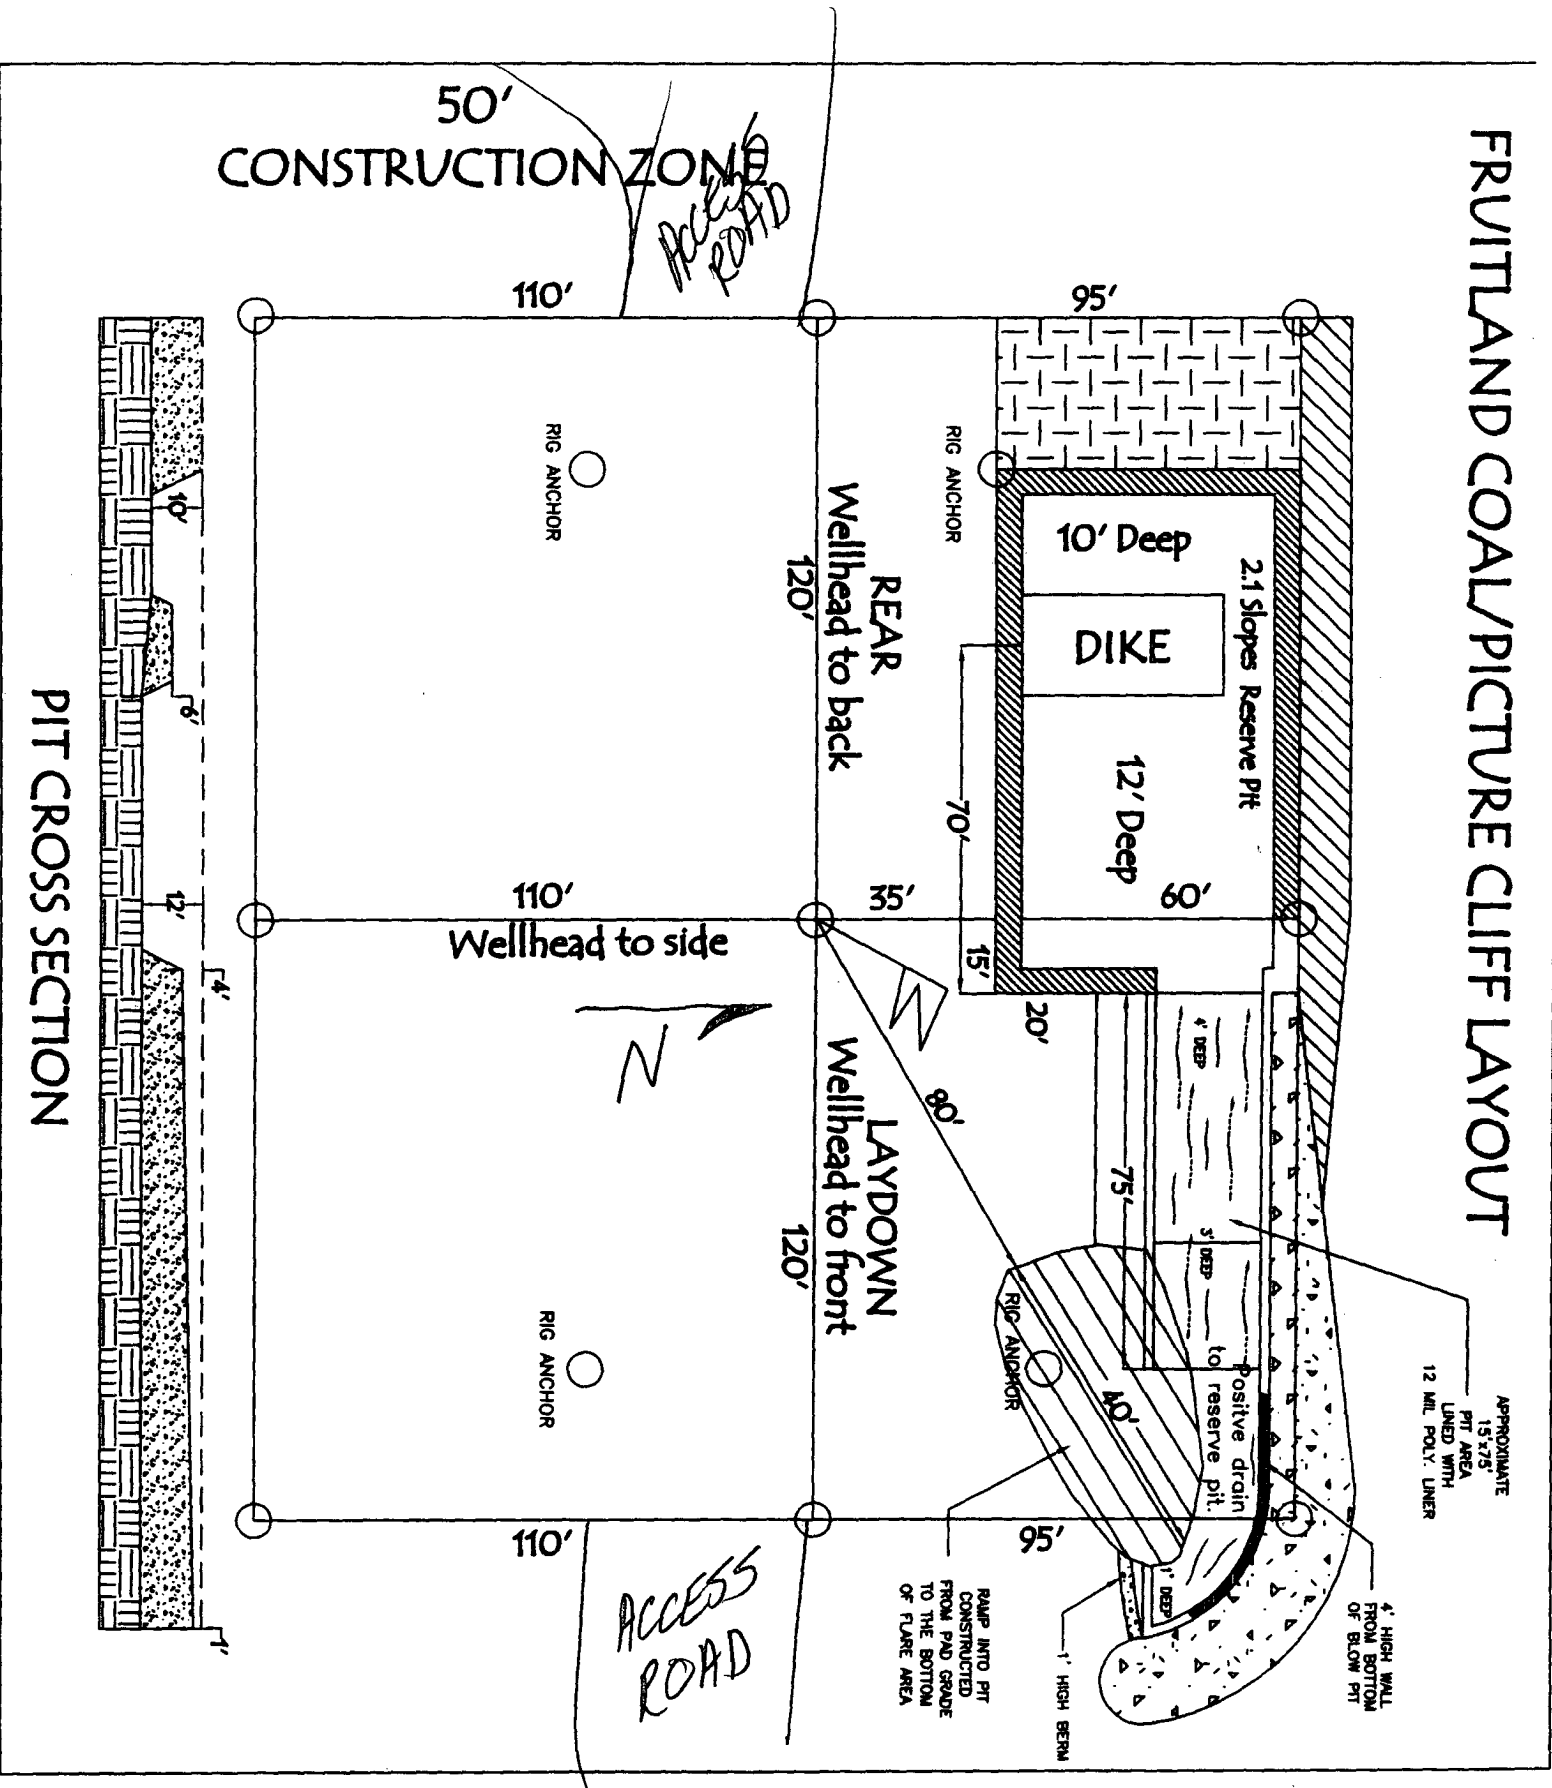 FRUITLAND COAL/PICTURE CLIFF LAYOUT
50'
CONSTRUCTION ZONE
ACCESS
ROAD
110'
95'
RIG ANCHOR
RIG ANCHOR
REAR
Wellhead to back
120'
10' Deep
2.1 Slopes Reserve Pit
DIKE
12' Deep
70'
110'
Wellhead to side
35'
60'
15'
20'
N
80'
LAYDOWN
Wellhead to front
120'
4' DEEP
3' DEEP
75'
Positve drain
to reserve pit.
40'
RIG ANCHOR
RIG ANCHOR
1' DEEP
110'
95'
ACCESS
ROAD
APPROXIMATE
15'x75'
PIT AREA
LINED WITH
12 MIL POLY. LINER
4' HIGH WALL
FROM BOTTOM
OF BLOW PIT
RAMP INTO PIT
CONSTRUCTED
FROM PAD GRADE
TO THE BOTTOM
OF FLARE AREA
1' HIGH BERM
10'
6'
12'
4'
1'
PIT CROSS SECTION